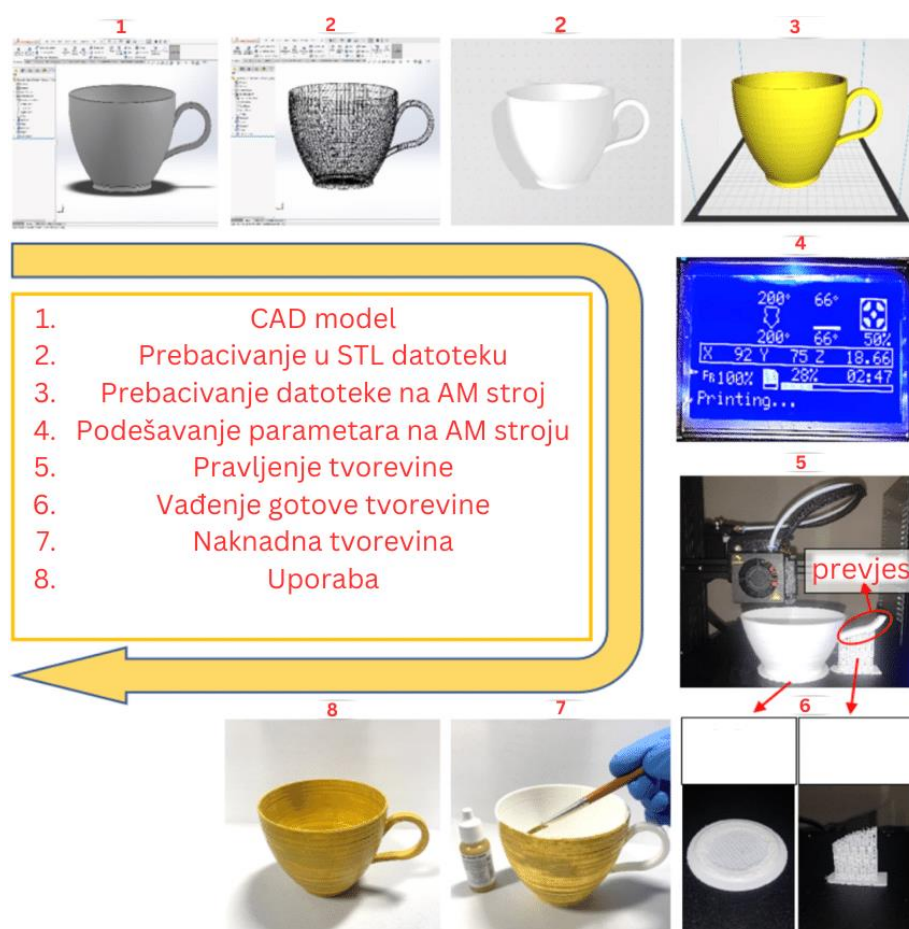 1
2
2
3
4
1. CAD model
2. Prebacivanje u STL datoteku
3. Prebacivanje datoteke na AM stroj
4. Podešavanje parametara na AM stroju
5. Pravljenje tvorevine
6. Vađenje gotove tvorevine
7. Naknadna tvorevina
8. Uporaba
200° 66°
200° 66° 50%
X 92 Y 75 Z 18.66
FR100% 28% 02:47
Printing...
5
prevjes
8
7
6